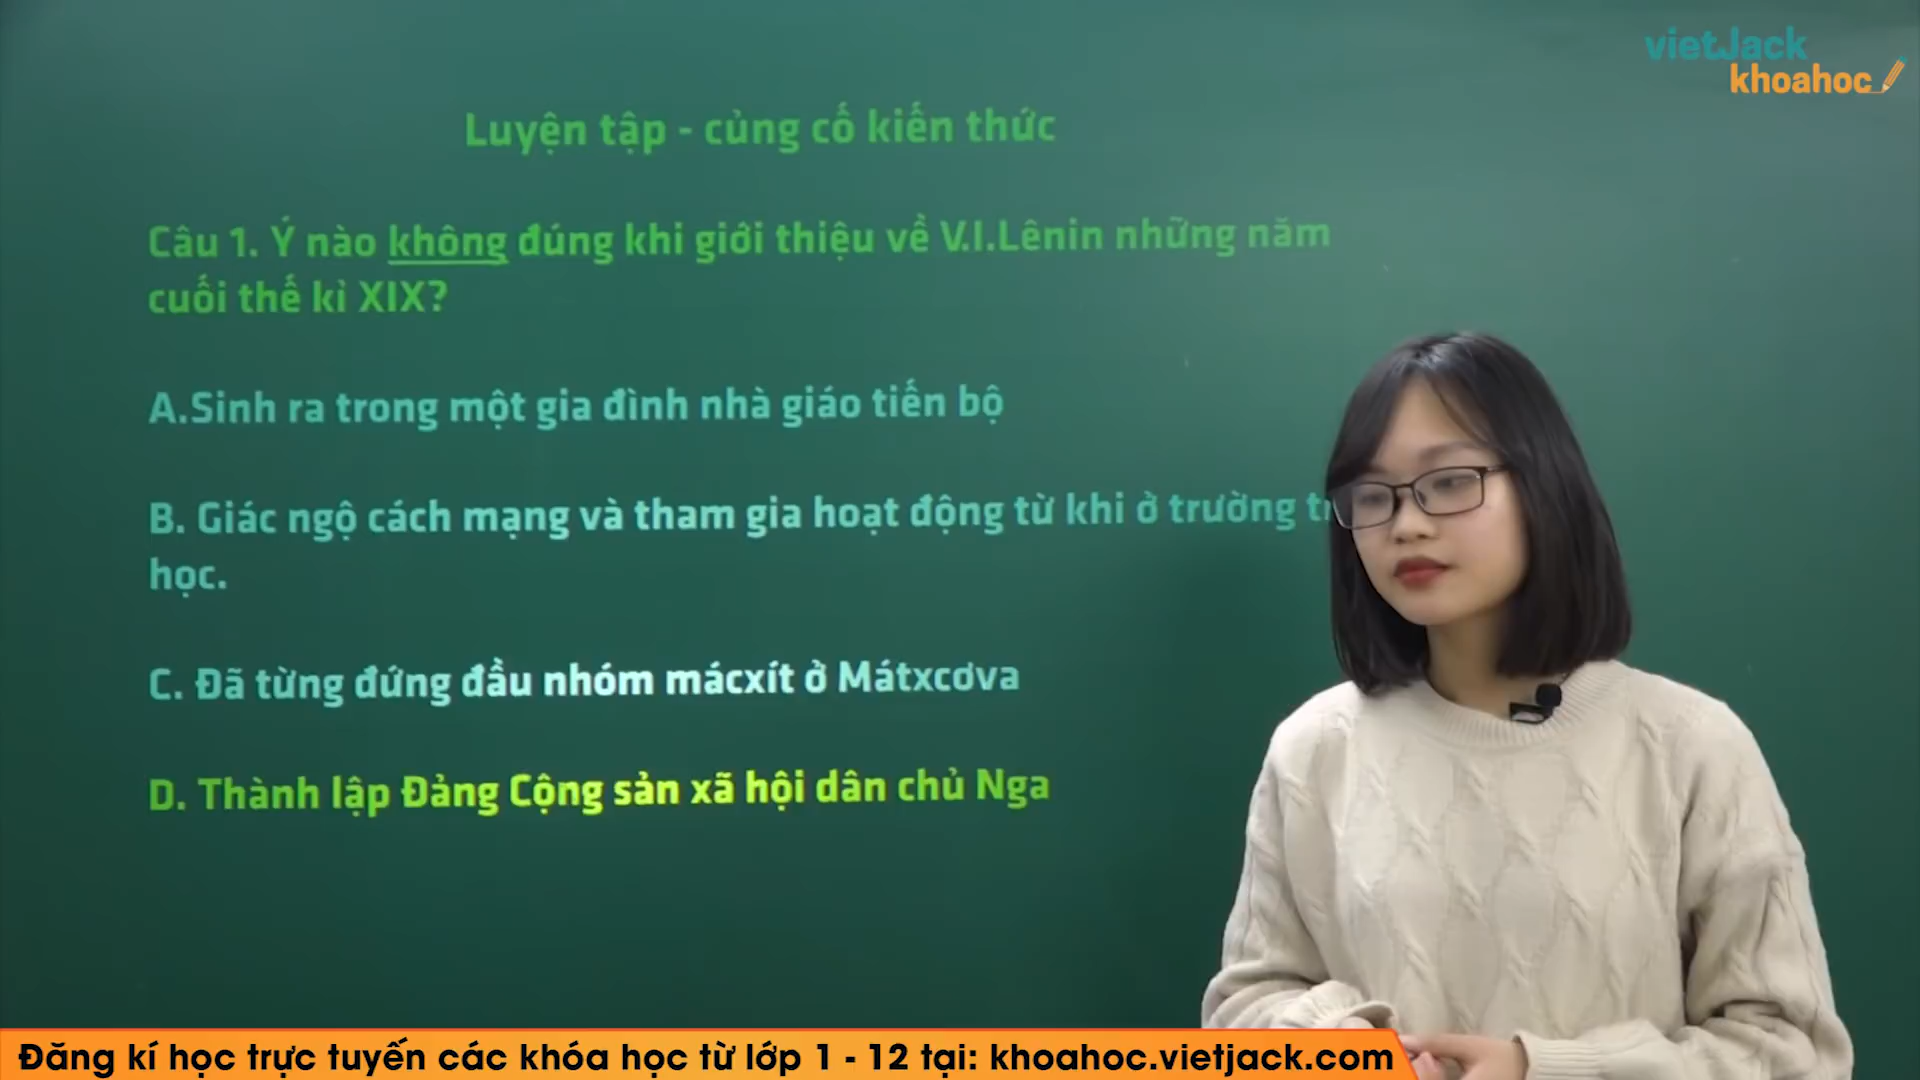 vietJack
khoahoc
Luyện tập - củng cố kiến thức
Câu 1. Ý nào không đúng khi giới thiệu về V.I.Lênin những năm
cuối thế kỉ XIX?
A.Sinh ra trong một gia đình nhà giáo tiến bộ
B. Giác ngộ cách mạng và tham gia hoạt động từ khi ở trường
học.
C. Đã từng đứng đầu nhóm mácxít ở Mátxcơva
D. Thành lập Đảng Cộng sản xã hội dân chủ Nga
Đăng kí học trực tuyến các khóa học từ lớp 1 - 12 tại: khoahoc.vietjack.com